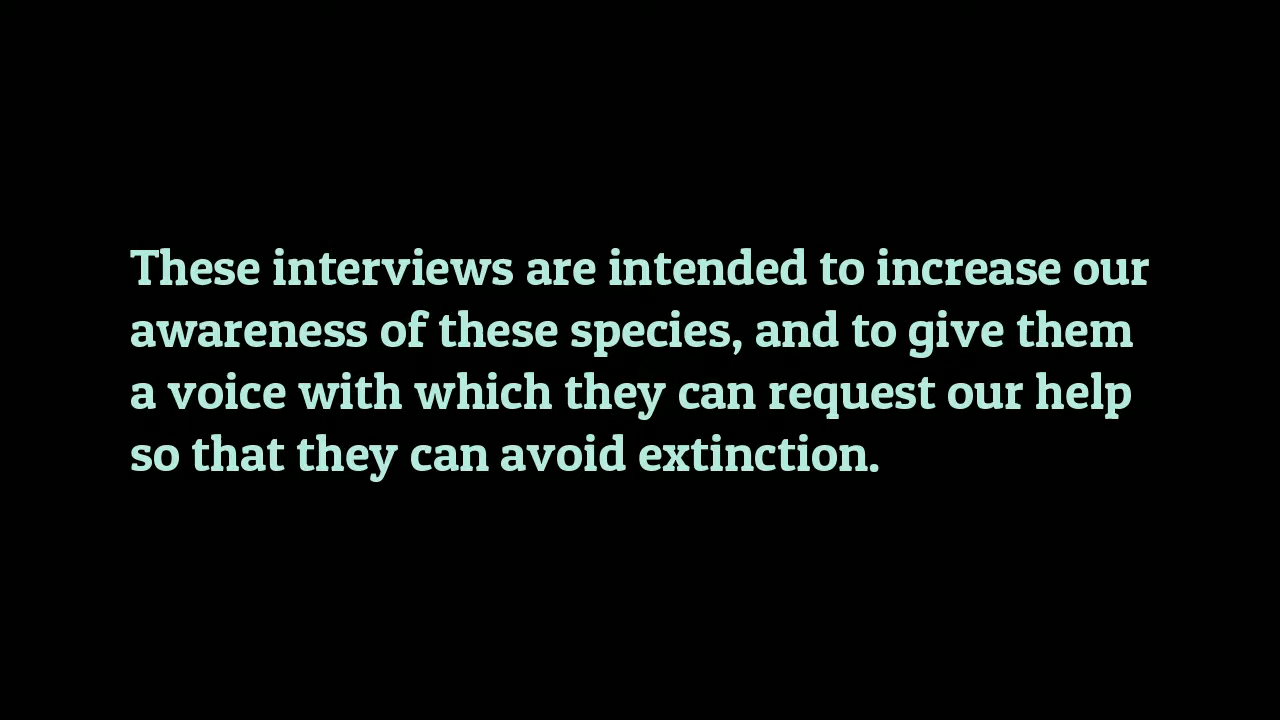 These interviews are intended to increase our
awareness of these species, and to give them
a voice with which they can request our help
so that they can avoid extinction.